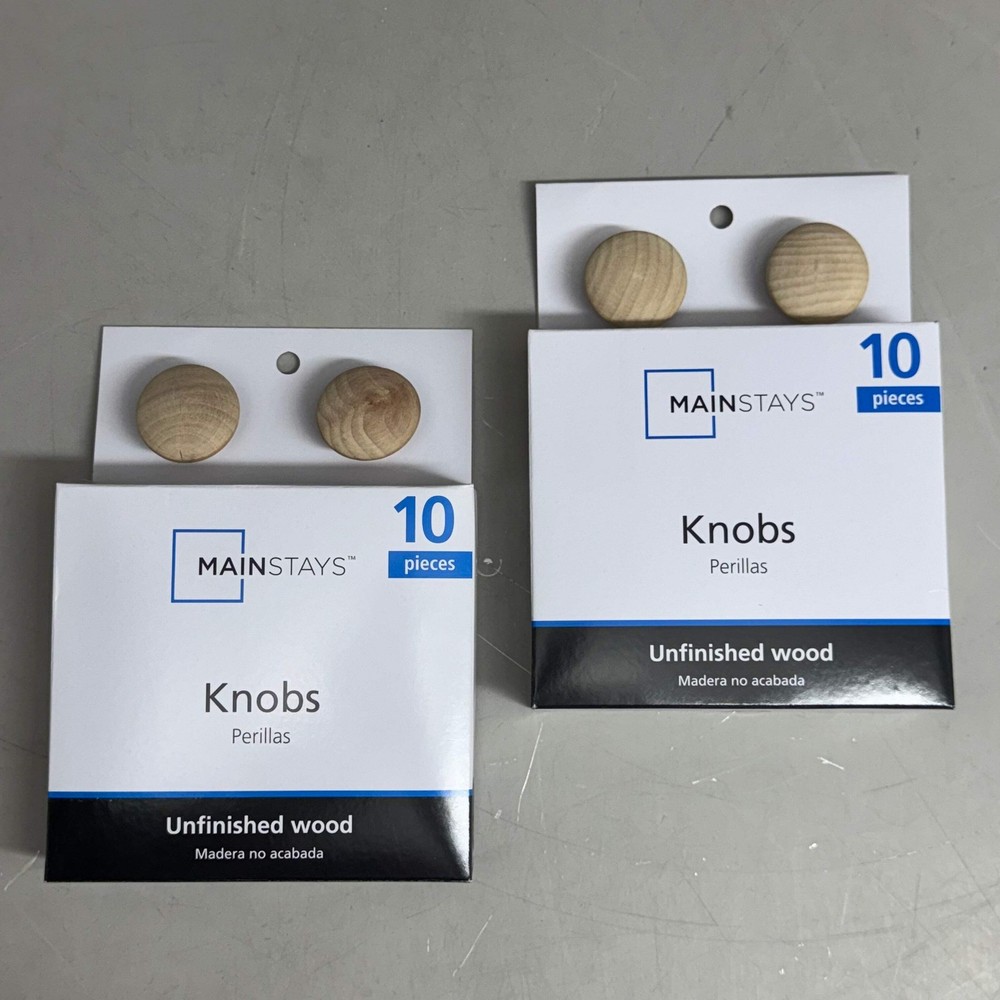 10
pieces
MAINSTAYS™
Knobs
Perillas
Unfinished wood
Madera no acabada
10
pieces
MAINSTAYS™
Knobs
Perillas
Unfinished wood
Madera no acabada